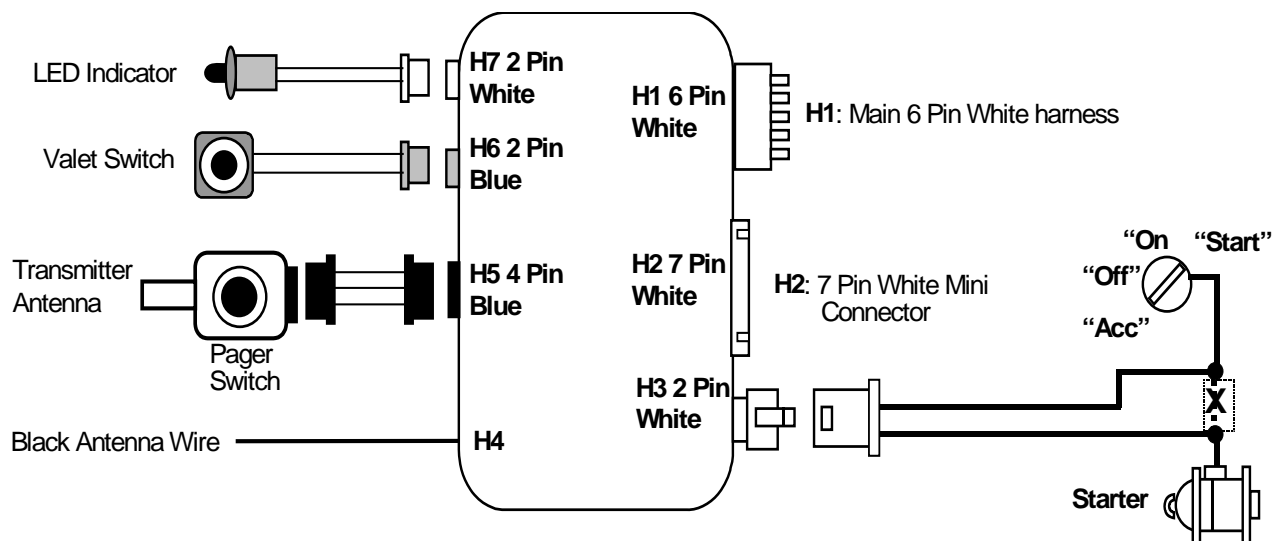 LED Indicator
H7 2 Pin
White
Valet Switch
H6 2 Pin
Blue
Transmitter
Antenna
H5 4 Pin
Blue
Pager
Switch
Black Antenna Wire
H4
H1 6 Pin
White
H1: Main 6 Pin White harness
H2 7 Pin
White
H2: 7 Pin White Mini
Connector
H3 2 Pin
White
“On “Start”
“Off”
“Acc”
X
Starter